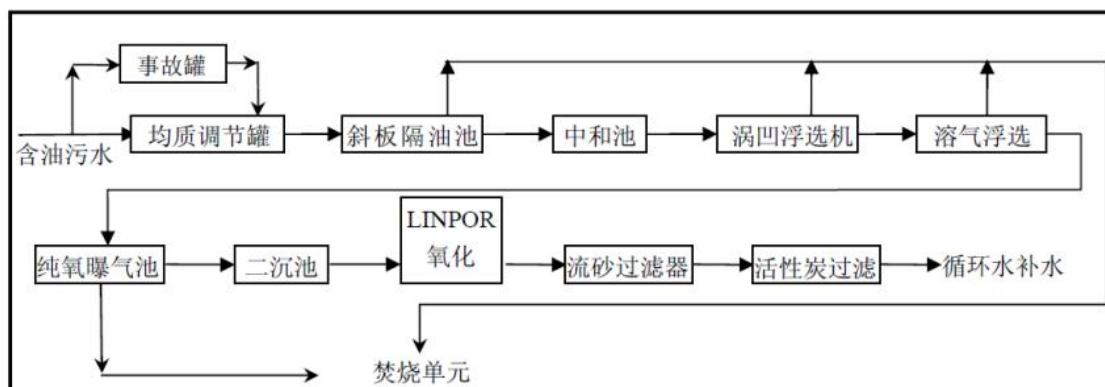 事故罐
含油污水
均质调节罐
斜板隔油池
中和池
涡凹浮选机
溶气浮选
纯氧曝气池
二沉池
LINPOR
氧化
流砂过滤器
活性炭过滤
循环水补水
焚烧单元